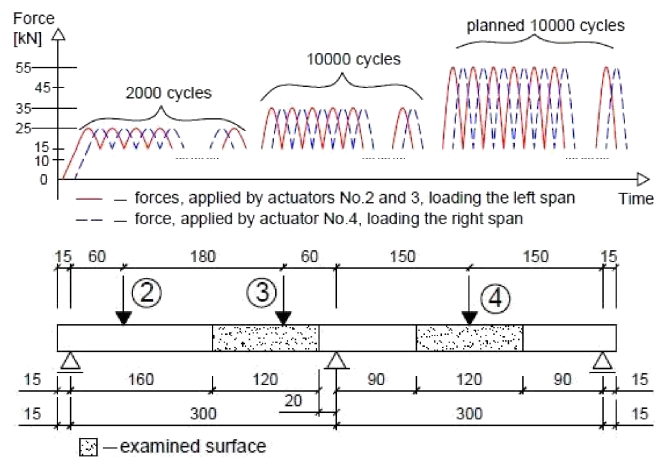 Force
[kN]
planned 10000 cycles
10000 cycles
2000 cycles
55
45
35
25
15
10
0
Time
— forces, applied by actuators No.2 and 3, loading the left span
— force, applied by actuator No.4, loading the right span
15 60 180 60 150 150 15
2 3 4
15 160 120 90 120 90 15
20
15 300 300 15
— examined surface